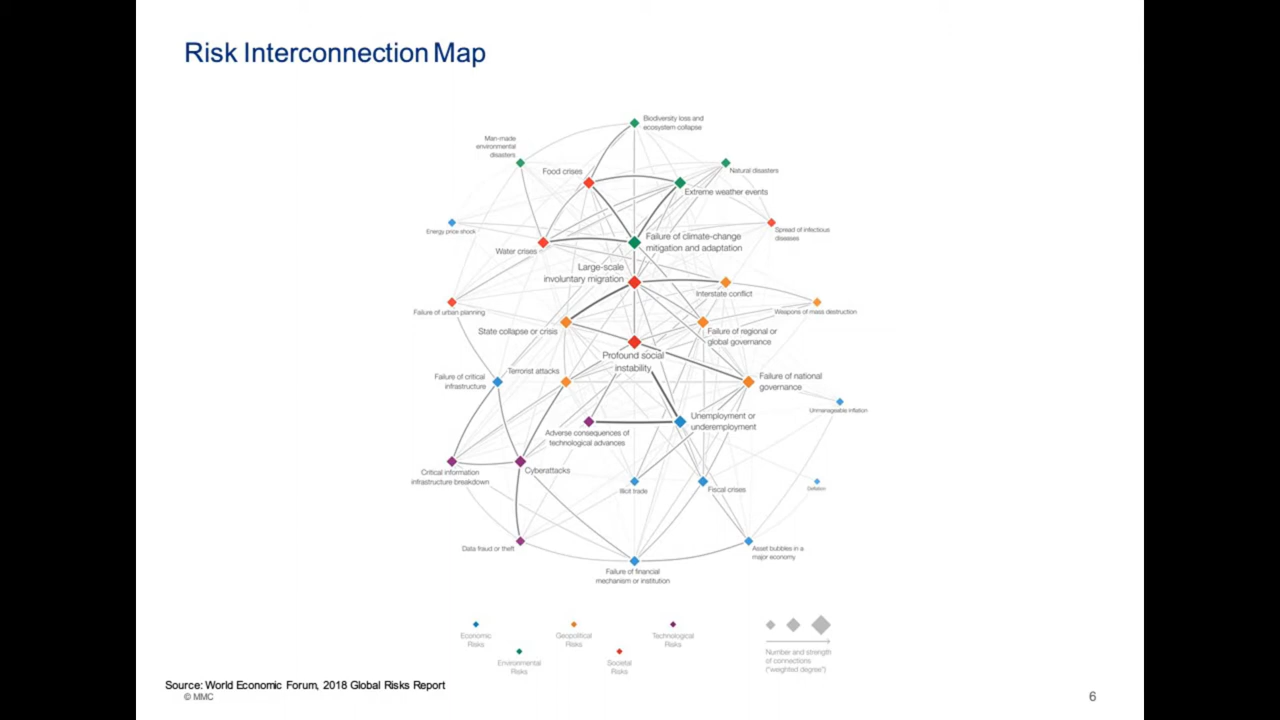 Risk Interconnection Map
Biodiversity loss and
ecosystem collapse
Man-made
environmental
disasters
Natural disasters
Food crises
Extreme weather events
Energy price shock
Spread of infectious
diseases
Failure of climate-change
mitigation and adaptation
Water crises
Large-scale
involuntary migration
Interstate conflict
Failure of urban planning
Weapons of mass destruction
State collapse or crisis
Failure of regional or
global governance
Profound social
instability
Terrorist attacks
Failure of critical
infrastructure
Failure of national
governance
Unmanageable inflation
Unemployment or
underemployment
Adverse consequences of
technological advances
Critical information
infrastructure breakdown
Cyberattacks
Illicit trade
Fiscal crises
Deflation
Data fraud or theft
Asset bubbles in a
major economy
Failure of financial
mechanism or institution
Economic
Risks
Geopolitical
Risks
Technological
Risks
Environmental
Risks
Societal
Risks
Number and strength
of connections
("weighted degree")
Source: World Economic Forum, 2018 Global Risks Report
© MMC
6